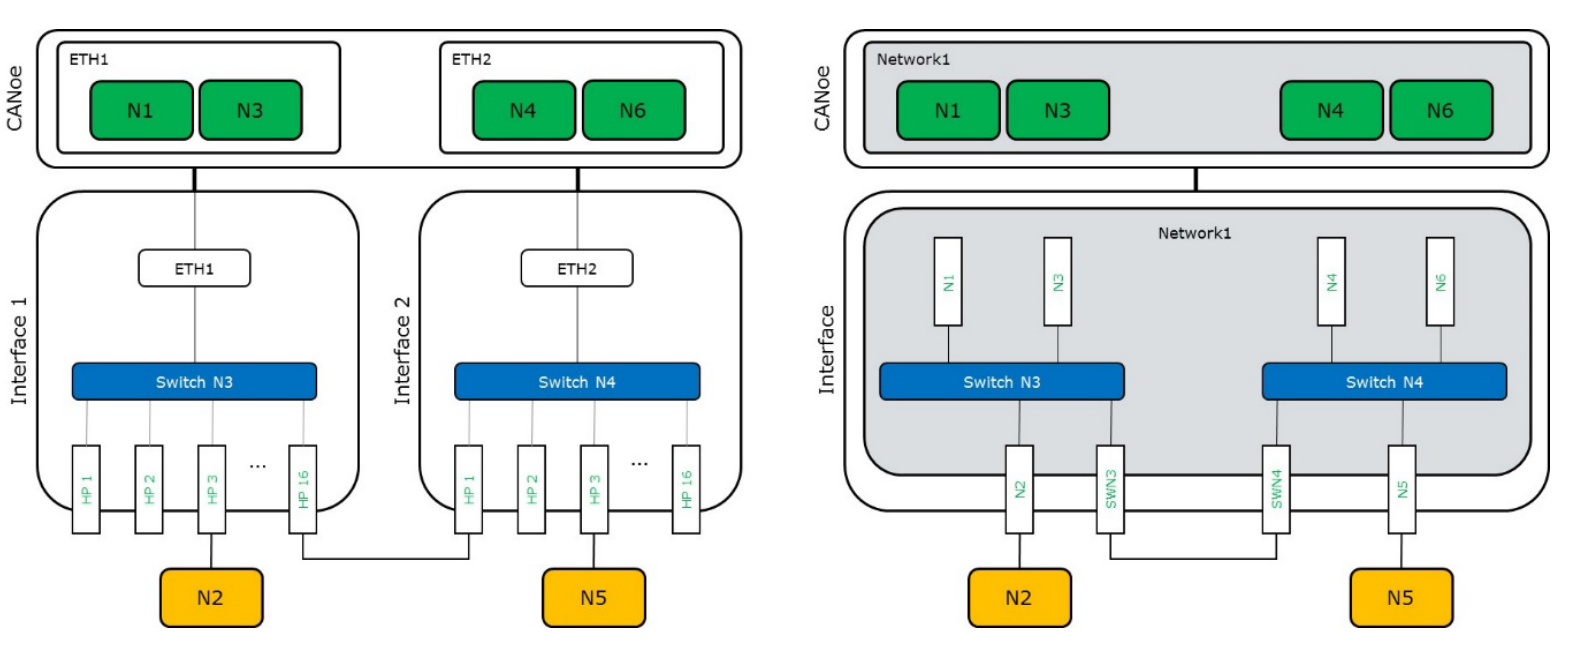 CANoe
ETH1
N1
N3
ETH2
N4
N6
Interface 1
ETH1
Switch N3
HP 1
HP 2
HP 3
...
HP 16
N2
Interface 2
ETH2
Switch N4
HP 1
HP 2
HP 3
...
HP 16
N5
CANoe
Network1
N1
N3
N4
N6
Interface
Network1
N1
N3
N4
N6
Switch N3
Switch N4
N2
SWN3
SWN4
N5
N2
N5